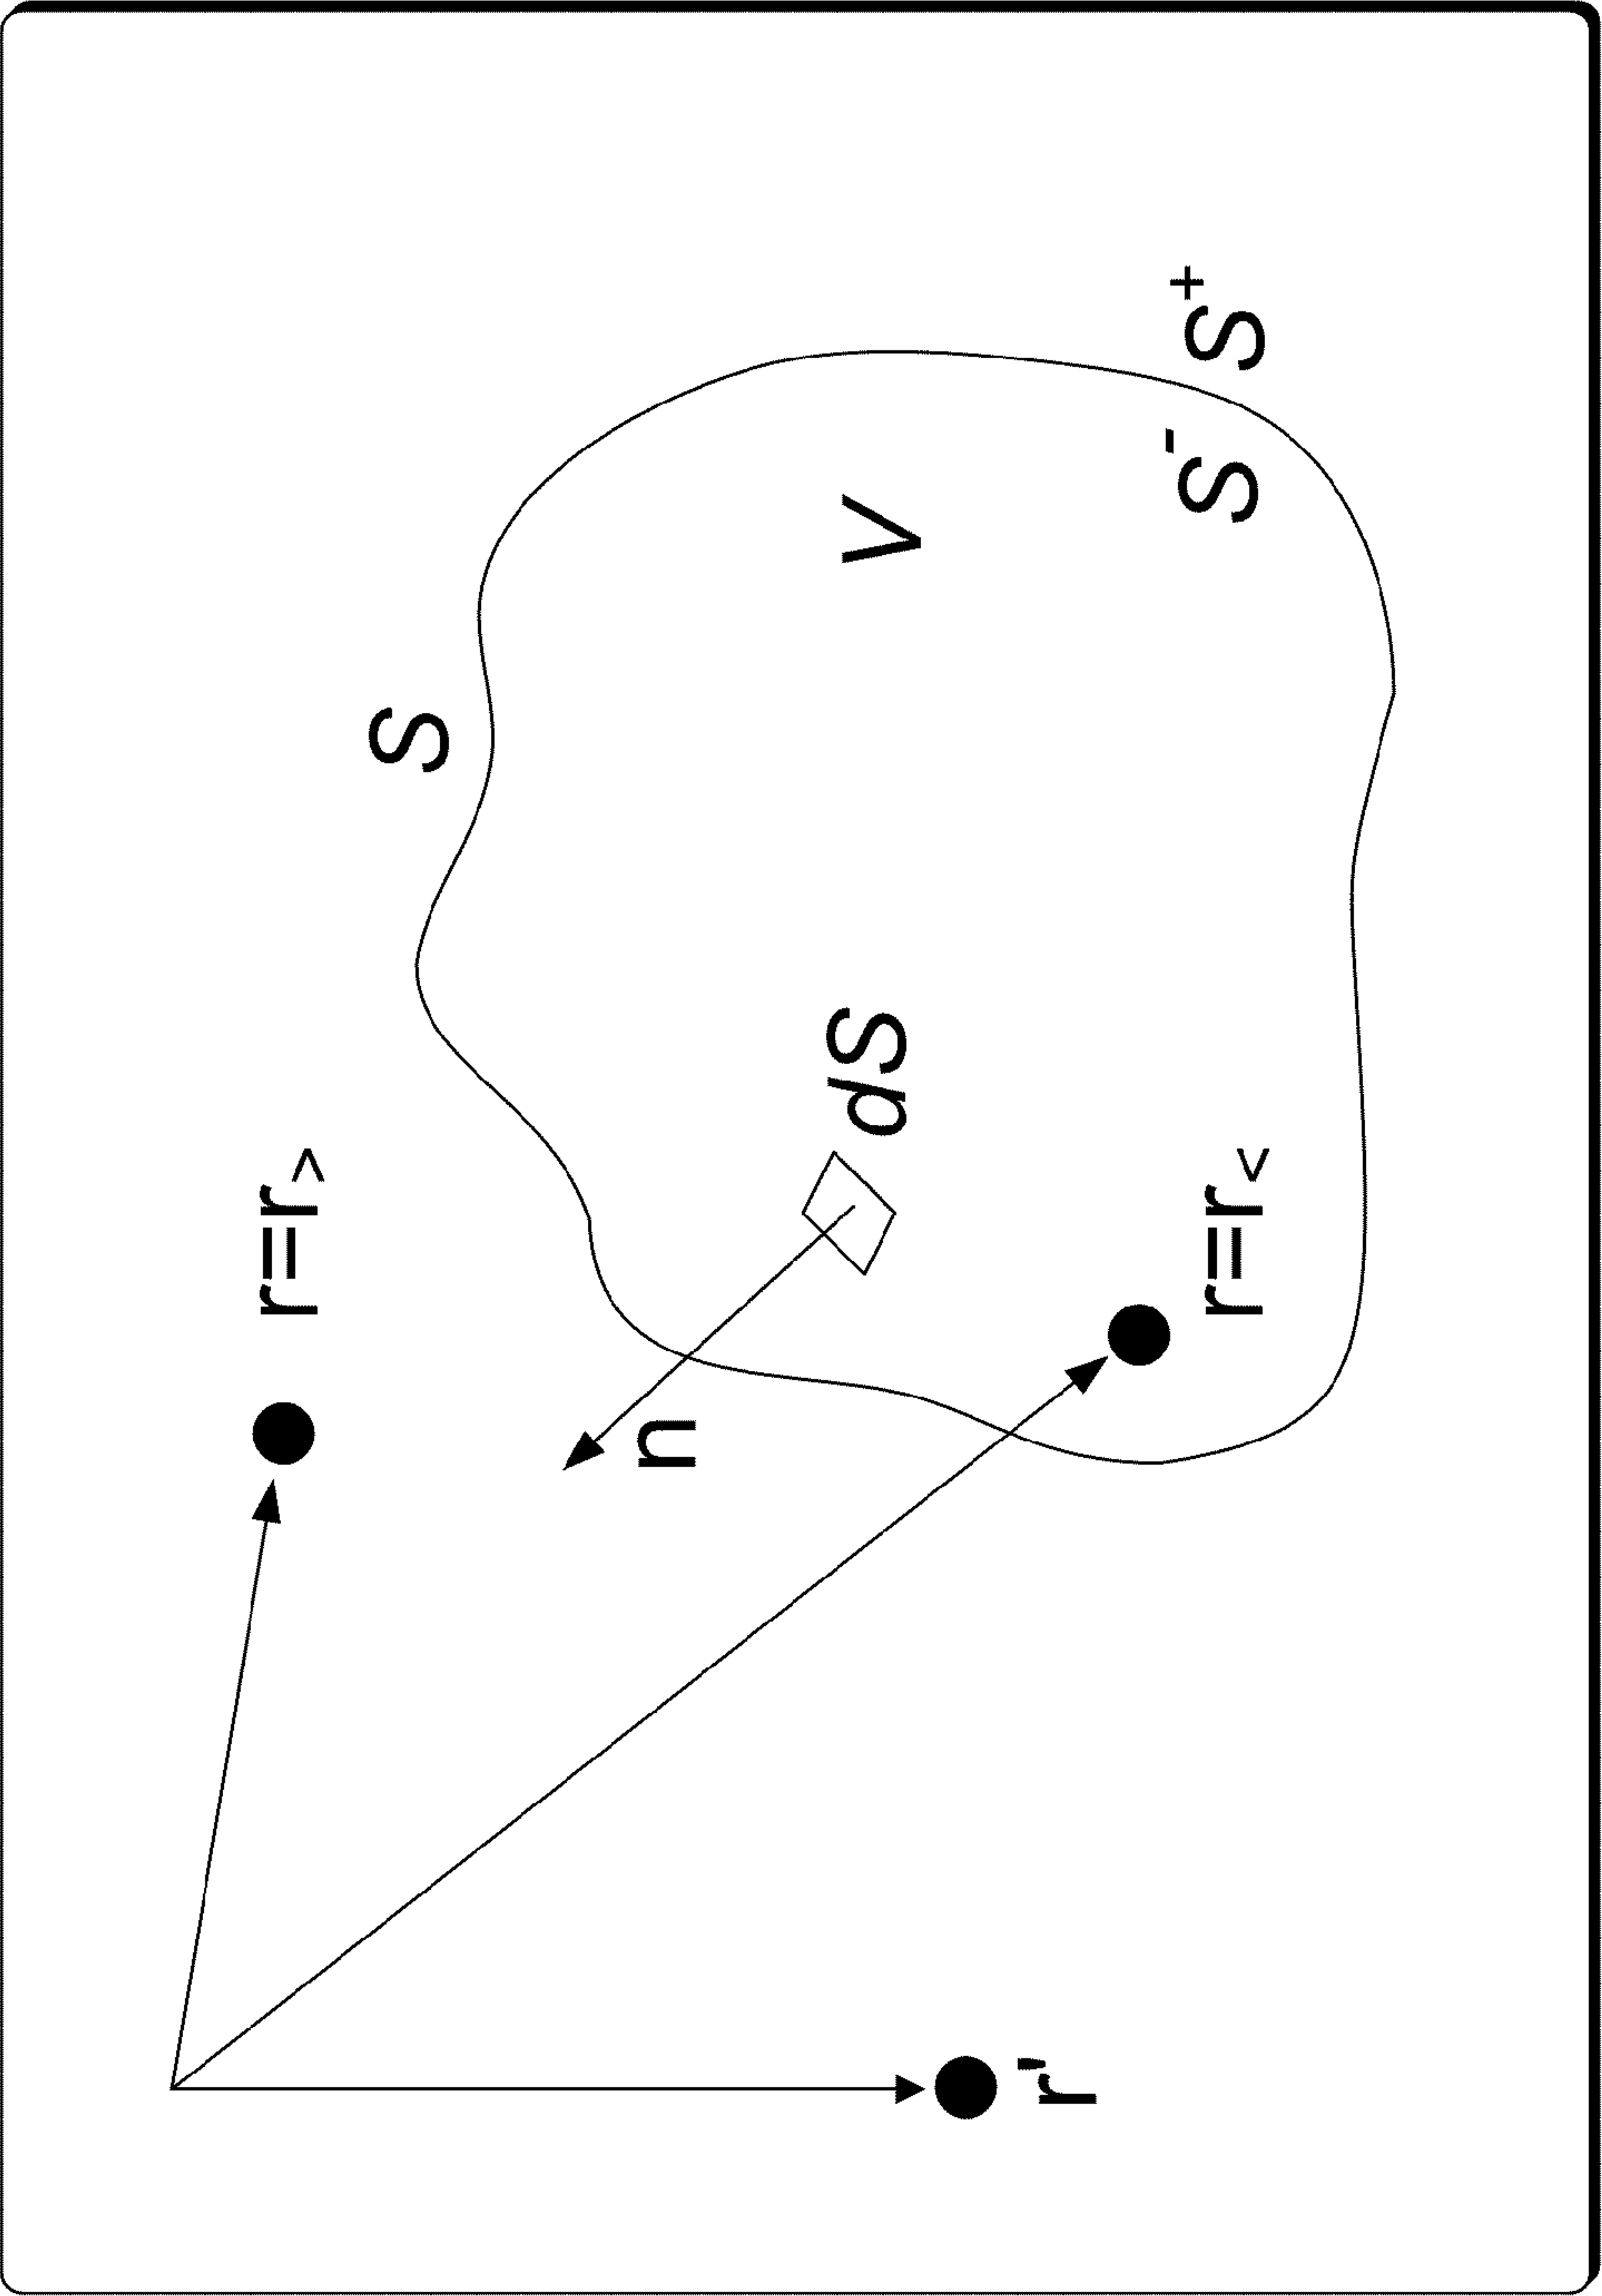 r=r>
S
n
dS V
r'
r=r< S- S+